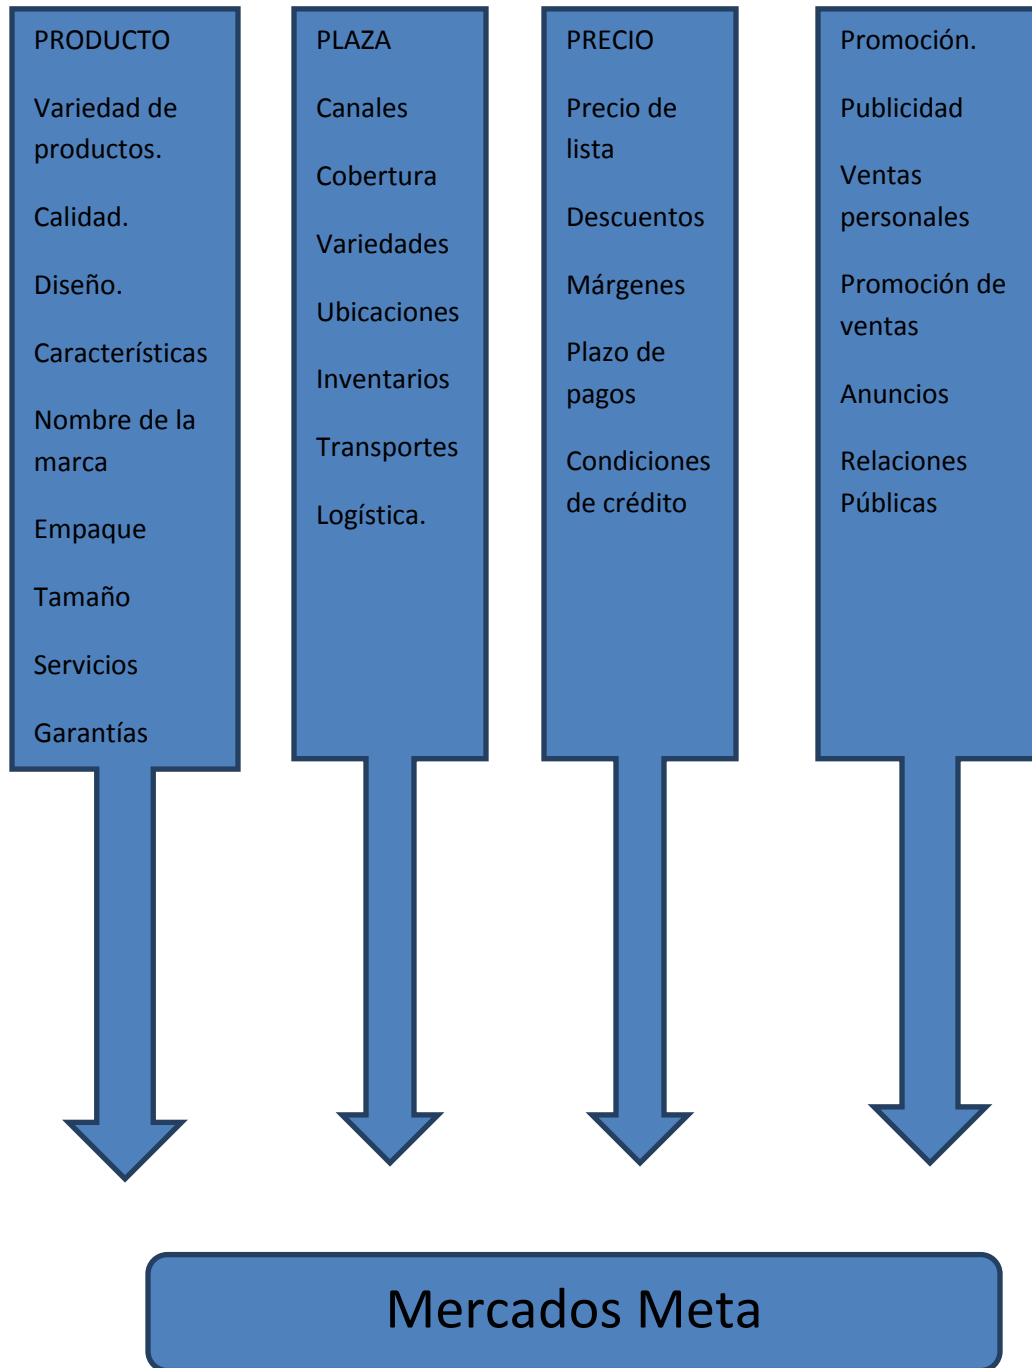 PRODUCTO
Variedad de
productos.
Calidad.
Diseño.
Característícas
Nombre de la
marca
Empaque
Tamaño
Servicios
Garantías
PLAZA
Canales
Cobertura
Variedades
Ubicaciones
Inventarios
Transportes
Logística.
PRECIO
Precio de
lista
Descuentos
Márgenes
Plazo de
pagos
Condiciones
de crédito
Promoción.
Publicidad
Ventas
personales
Promoción de
ventas
Anuncios
Relaciones
Públicas
Mercados Meta